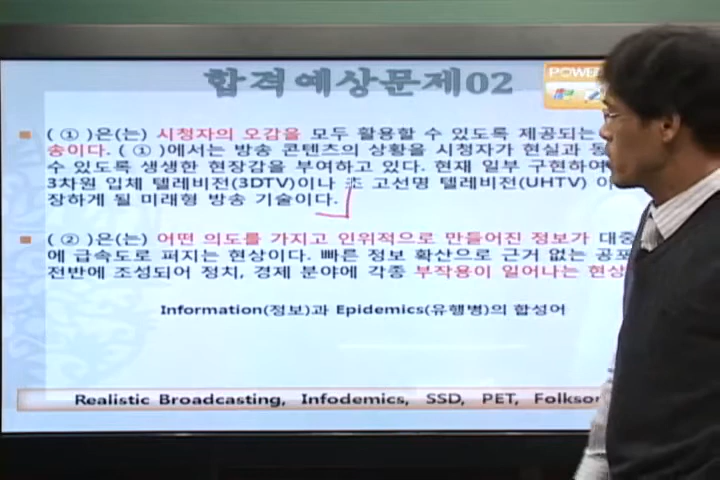 합격예상문제02
POWER
( ① )은(는) 시청자의 오감을 모두 활용할 수 있도록 제공되는
송이다. ( ① )에서는 방송 콘텐츠의 상황을 시청자가 현실과
수 있도록 생생한 현장감을 부여하고 있다. 현재 일부 구현하여
3차원 입체 텔레비전(3DTV)이나 초 고선명 텔레비전(UHTV) 이
장하게 될 미래형 방송 기술이다.
( ② )은(는) 어떤 의도를 가지고 인위적으로 만들어진 정보가 대중
에 급속도로 퍼지는 현상이다. 빠른 정보 확산으로 근거 없는 공포
전반에 조성되어 정치, 경제 분야에 각종 부작용이 일어나는 현상
Information(정보)과 Epidemics(유행병)의 합성어
Realistic Broadcasting, Infodemics, SSD, PET,